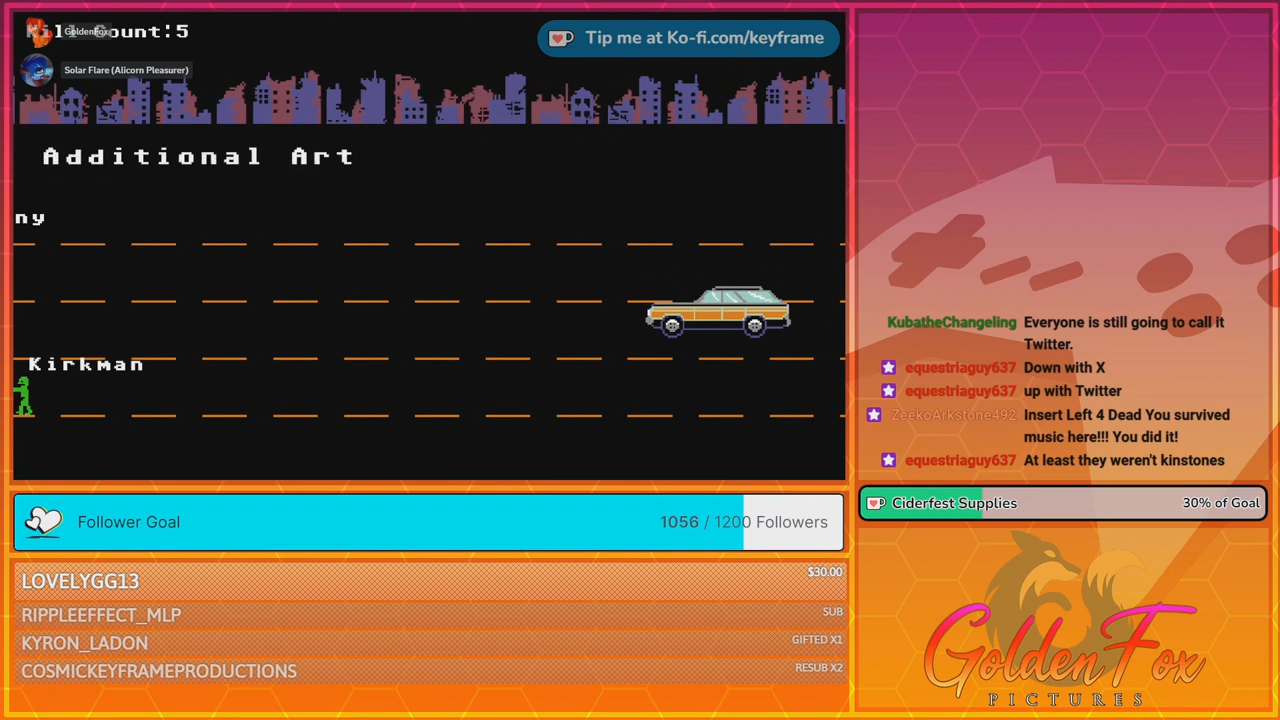 Kill Count:5
GoldenFox
Solar Flare (Alicorn Pleasurer)
Tip me at Ko-fi.com/keyframe
Additional Art
ny
Kirkman
KubatheChangeling Everyone is still going to call it
Twitter.
equestriaguy637 Down with X
equestriaguy637 up with Twitter
ZeekoArkstone492 Insert Left 4 Dead You survived
music here!!! You did it!
equestriaguy637 At least they weren't kinstones
Ciderfest Supplies 30% of Goal
Follower Goal 1056 / 1200 Followers
LOVELYGG13 $30.00
RIPPLEEFFECT_MLP SUB
KYRON_LADON GIFTED X1
COSMICKEYFRAMEPRODUCTIONS RESUB X2
GoldenFox
PICTURES